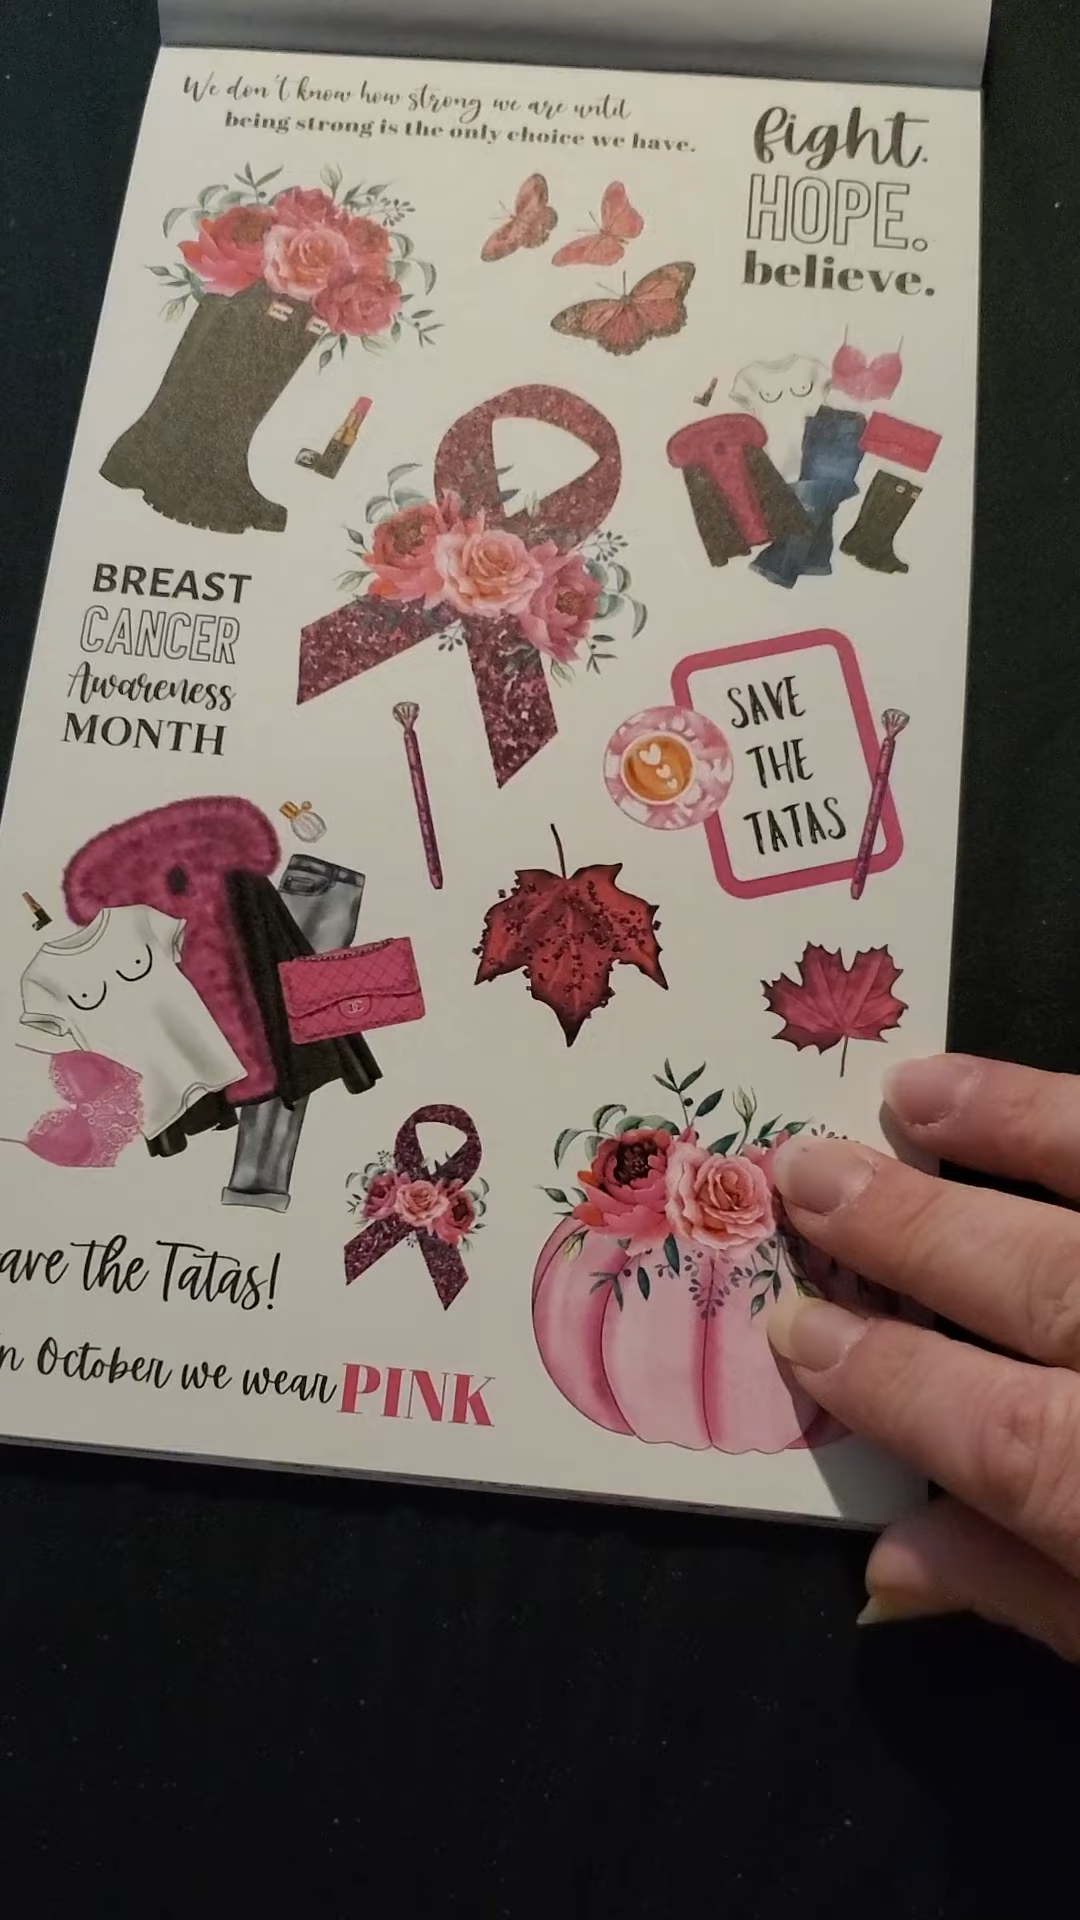 We don't know how strong we are until
being strong is the only choice we have.
fight.
HOPE.
believe.
BREAST
CANCER
Awareness
MONTH
SAVE
THE
TATAS
ave the Tatas!
n October we wear PINK